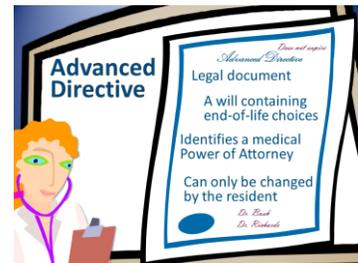 Advanced
Directive
Does not expire
Advanced Directive
Legal document
A will containing
end-of-life choices
Identifies a medical
Power of Attorney
Can only be changed
by the resident
Dr. Bash
Dr. Richards